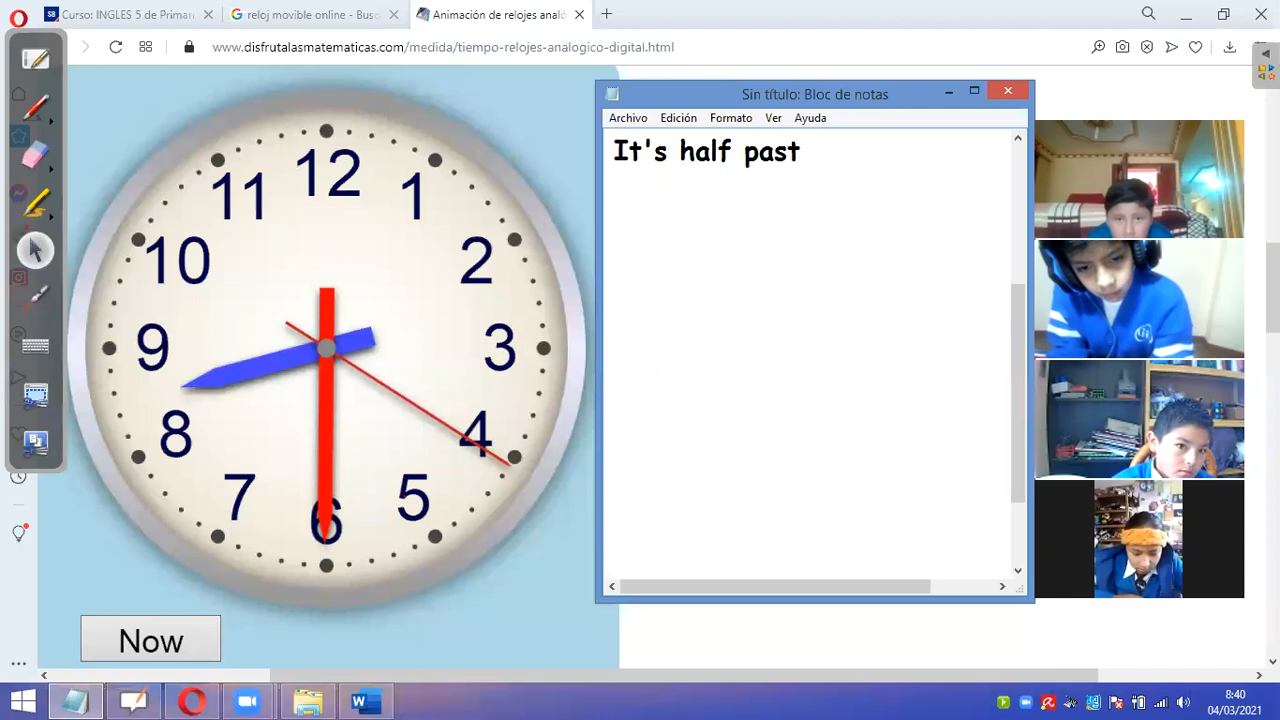 Curso: INGLES 5 de Primar
reloj movible online - Busc
Animación de relojes analó
www.disfrutalasmatematicas.com/medida/tiempo-relojes-analogico-digital.html
Sin título: Bloc de notas
Archivo Edición Formato Ver Ayuda
It's half past
12
11 1
10 2
9 3
8 4
7 5
6
Now
8:40
04/03/2021